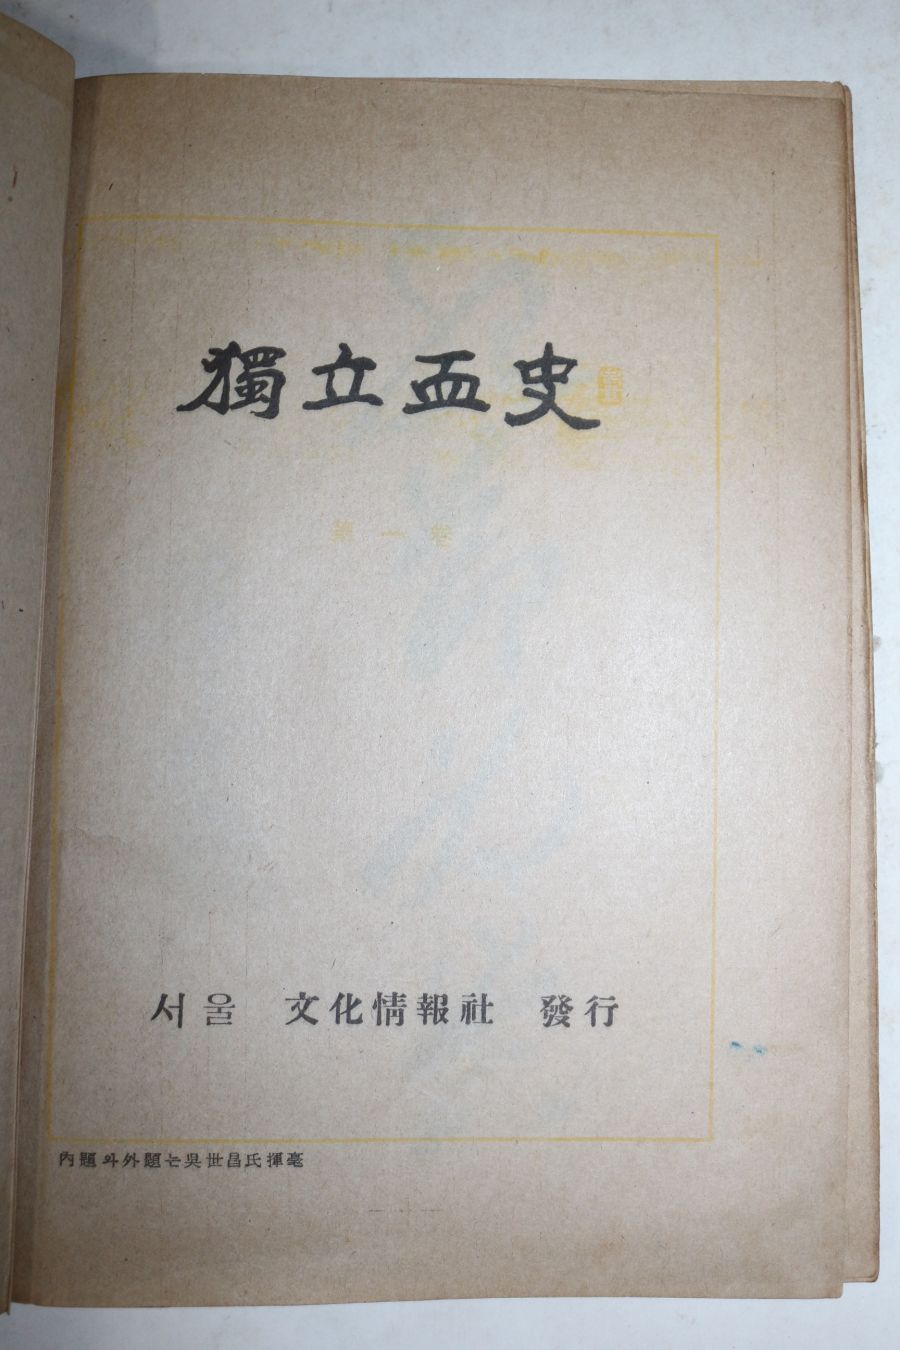 獨立血史
第一卷
서울 文化情報社 發行
內題와外題는吳世昌氏揮毫